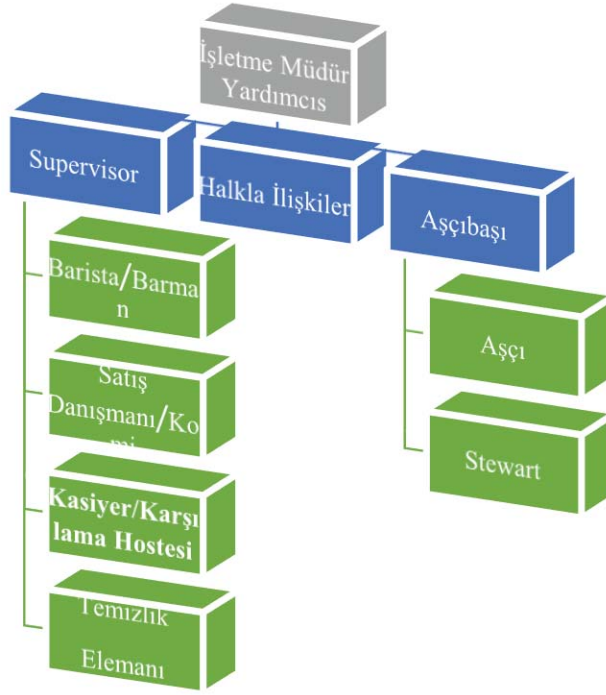 İşletme Müdür
Yardımcıs
Supervisor
Halkla İlişkiler
Aşçıbaşı
Barista/Barma
n
Satış
Danışmanı/Ko
mi
Kasiyer/Karşı
lama Hostesi
Temizlik
Elemanı
Aşçı
Stewart